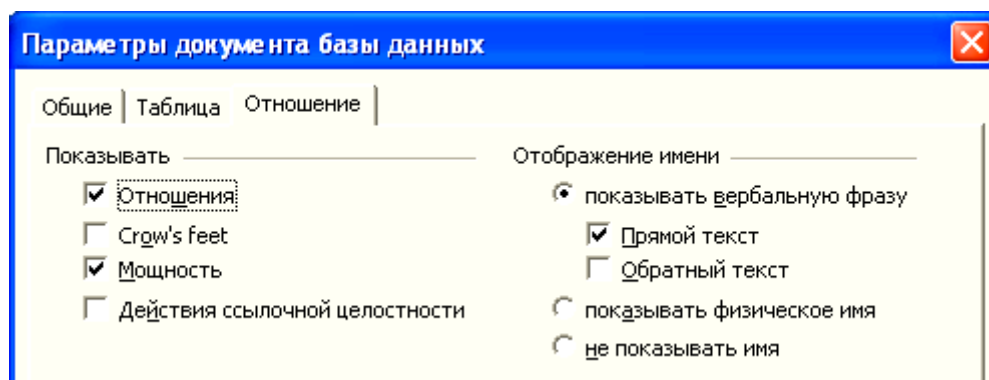 Параметры документа базы данных
Общие Таблица Отношение
Показывать
Отношения
Crow's feet
Мощность
Действия ссылочной целостности
Отображение имени
показывать вербальную фразу
Прямой текст
Обратный текст
показывать физическое имя
не показывать имя